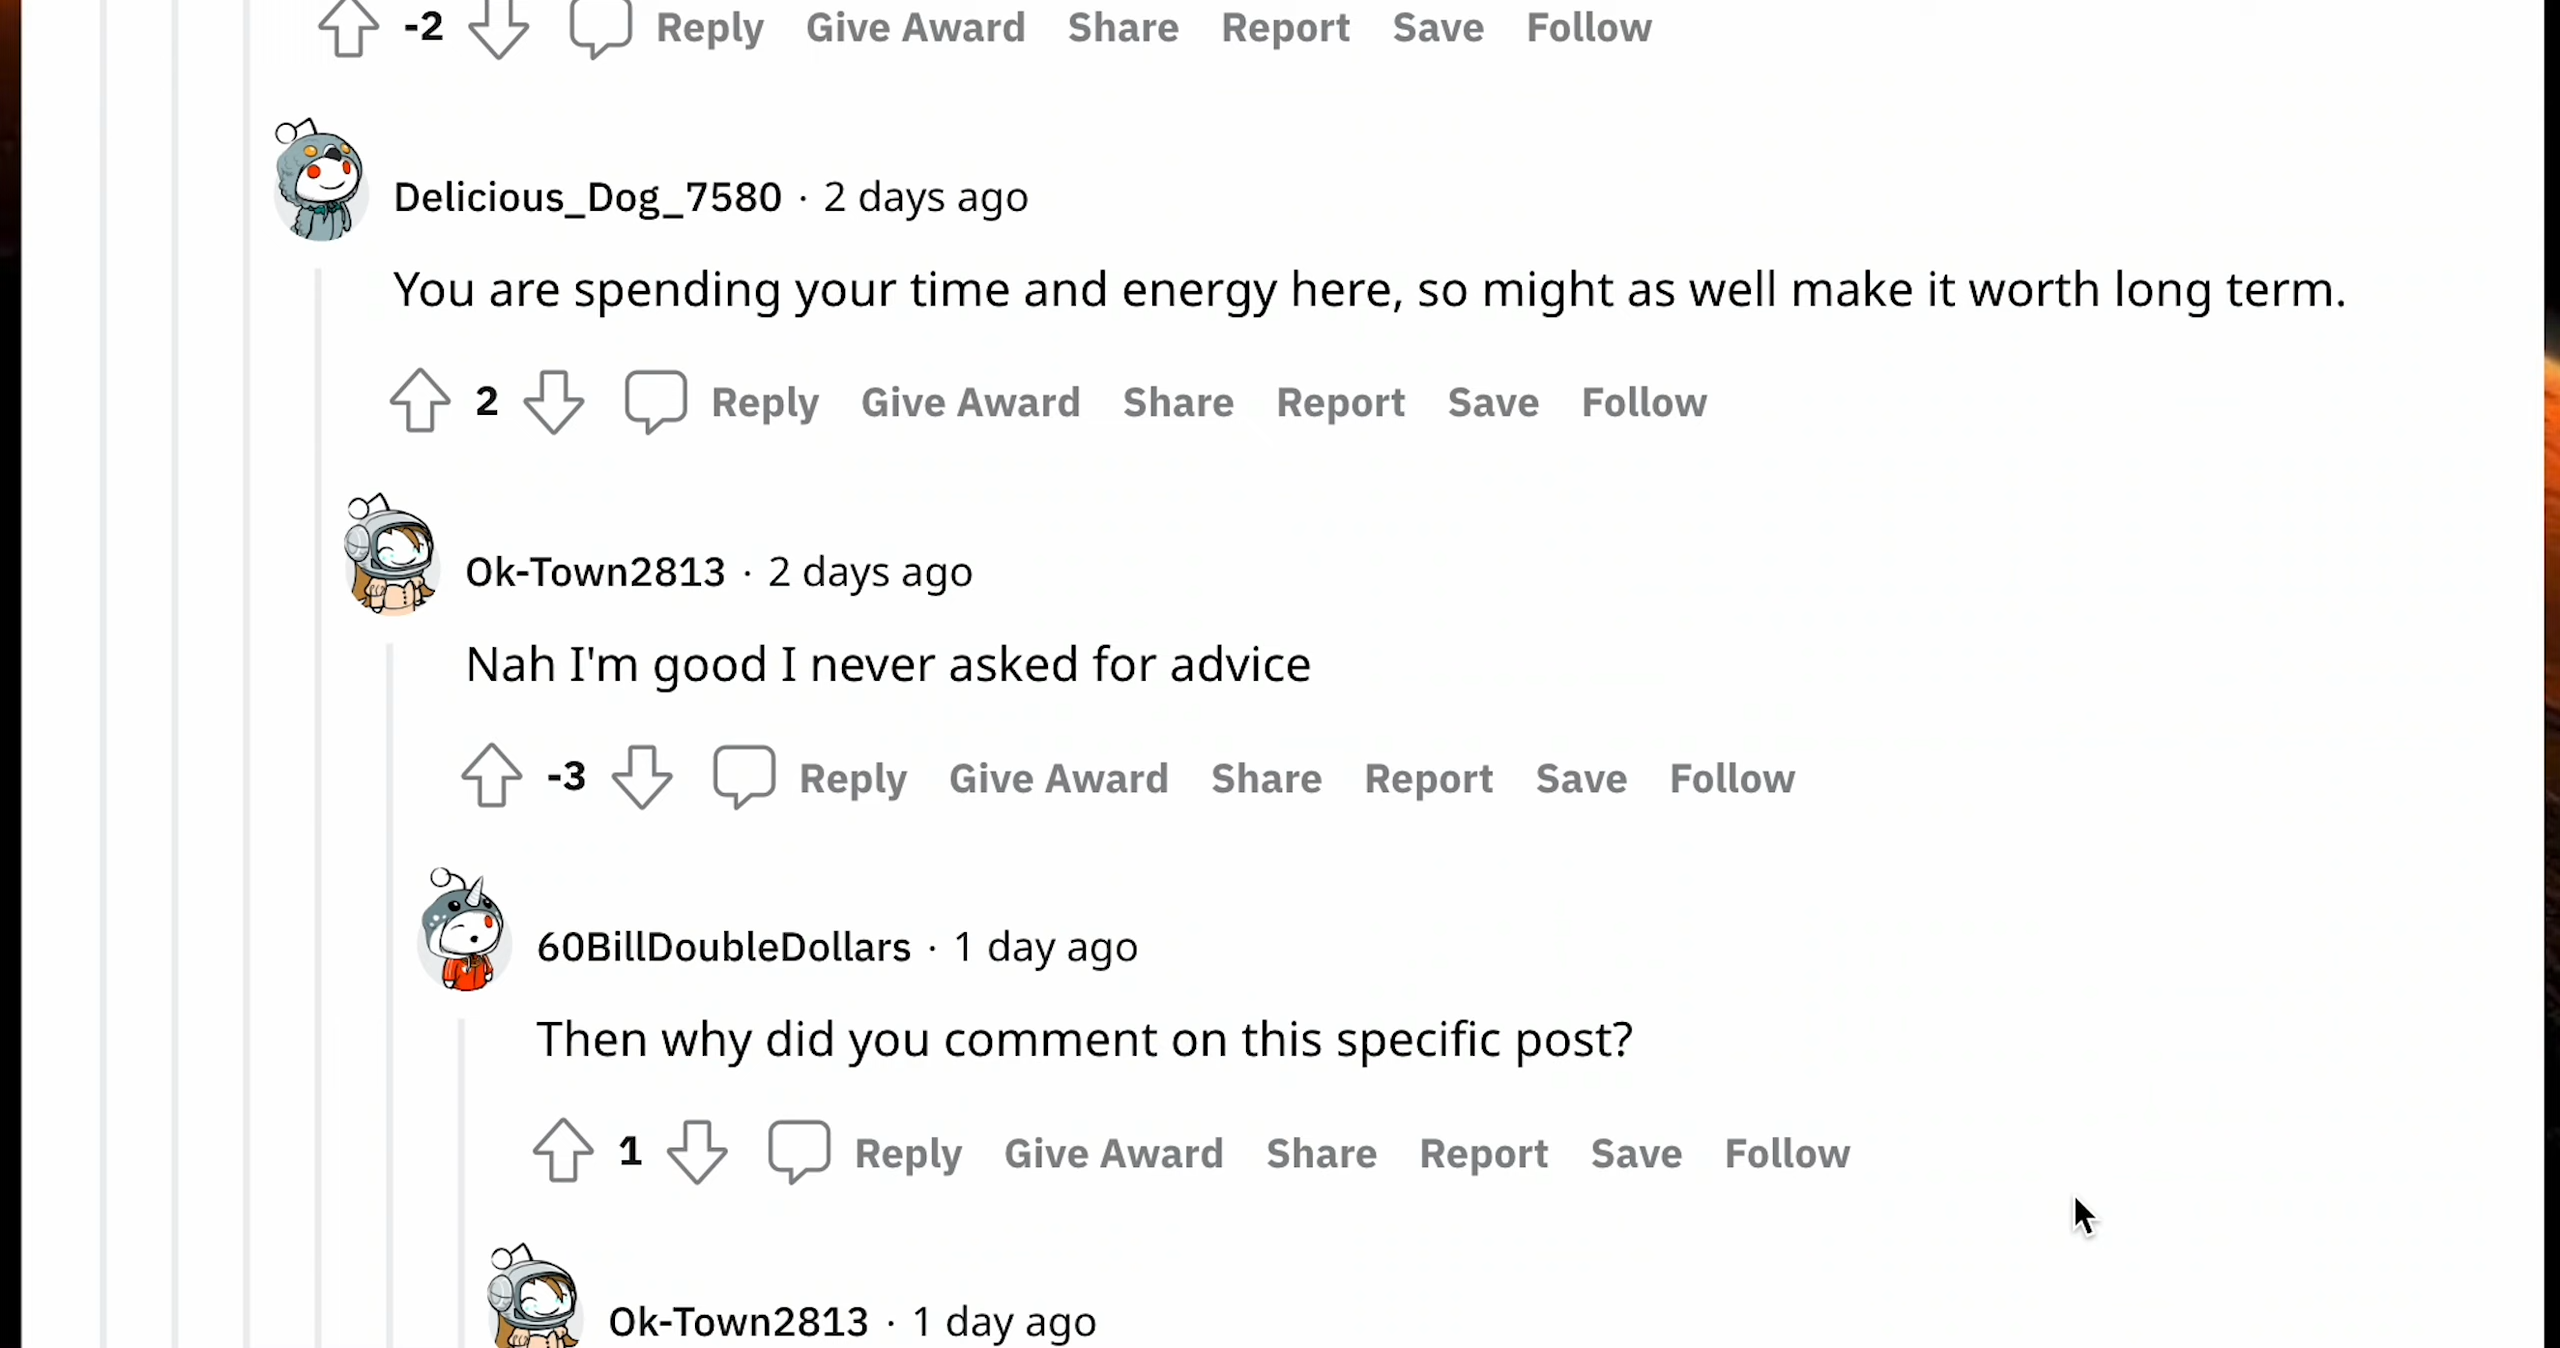 -2 Reply Give Award Share Report Save Follow
Delicious_Dog_7580 · 2 days ago
You are spending your time and energy here, so might as well make it worth long term.
2 Reply Give Award Share Report Save Follow
Ok-Town2813 · 2 days ago
Nah I'm good I never asked for advice
-3 Reply Give Award Share Report Save Follow
60BillDoubleDollars · 1 day ago
Then why did you comment on this specific post?
1 Reply Give Award Share Report Save Follow
Ok-Town2813 · 1 day ago